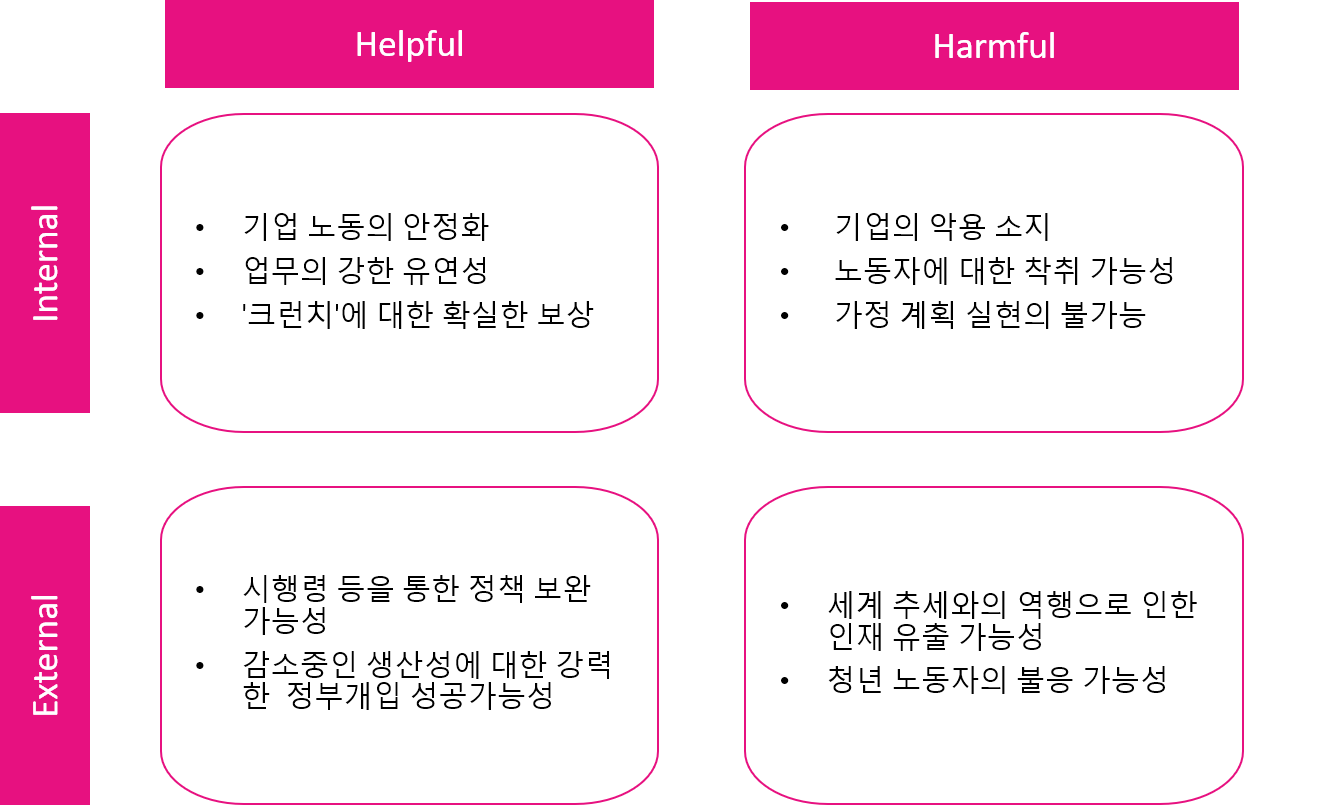 Helpful
Harmful
Internal
• 기업 노동의 안정화
• 업무의 강한 유연성
• '크런치'에 대한 확실한 보상
• 기업의 악용 소지
• 노동자에 대한 착취 가능성
• 가정 계획 실현의 불가능
External
• 시행령 등을 통한 정책 보완
가능성
• 감소중인 생산성에 대한 강력
한  정부개입 성공가능성
• 세계 추세와의 역행으로 인한
인재 유출 가능성
• 청년 노동자의 불응 가능성